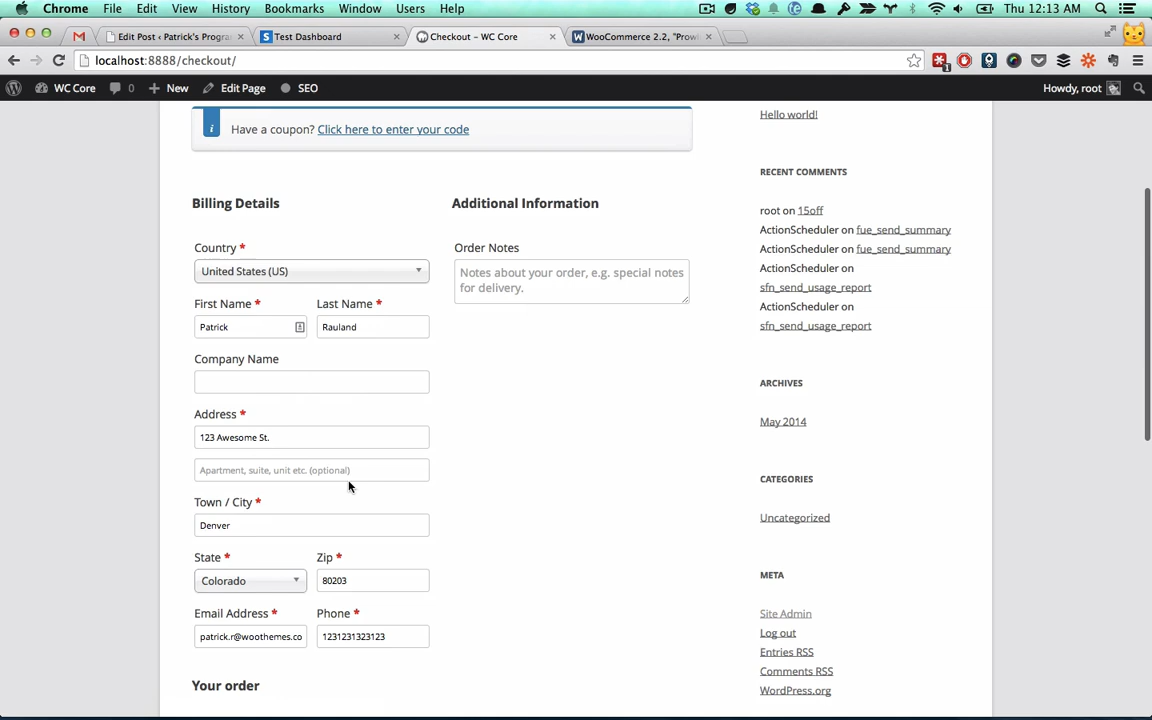 Chrome File Edit View History Bookmarks Window Users Help Thu 12:13 AM
Edit Post ‹ Patrick's Progra Test Dashboard Checkout – WC Core WooCommerce 2.2, "Prowl
localhost:8888/checkout/
WC Core 0 New Edit Page SEO Howdy, root
Have a coupon? Click here to enter your code
Billing Details
Country *
United States (US)
First Name * Last Name *
Patrick Rauland
Company Name
Address *
123 Awesome St.
Apartment, suite, unit etc. (optional)
Town / City *
Denver
State * Zip *
Colorado 80203
Email Address * Phone *
patrick.r@woothemes.co 1231231323123
Your order
Additional Information
Order Notes
Notes about your order, e.g. special notes
for delivery.
Hello world!
RECENT COMMENTS
root on 15off
ActionScheduler on fue_send_summary
ActionScheduler on fue_send_summary
ActionScheduler on
sfn_send_usage_report
ActionScheduler on
sfn_send_usage_report
ARCHIVES
May 2014
CATEGORIES
Uncategorized
META
Site Admin
Log out
Entries RSS
Comments RSS
WordPress.org